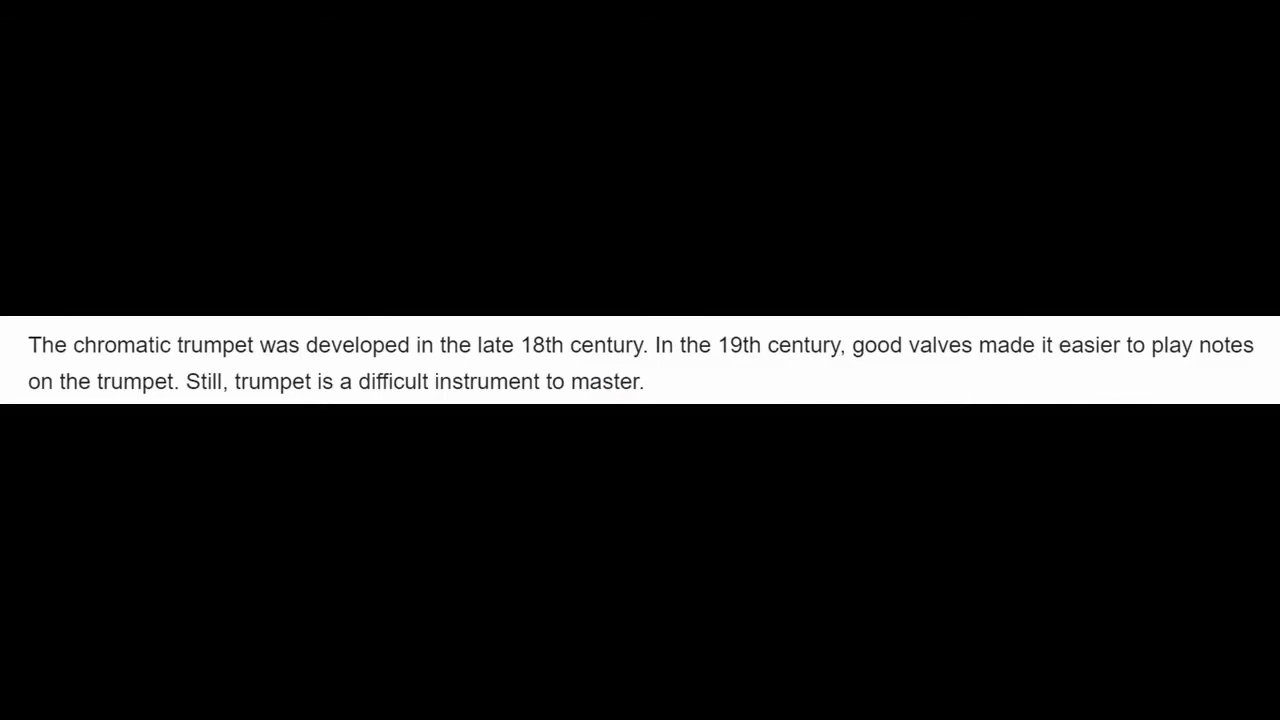 The chromatic trumpet was developed in the late 18th century. In the 19th century, good valves made it easier to play notes
on the trumpet. Still, trumpet is a difficult instrument to master.